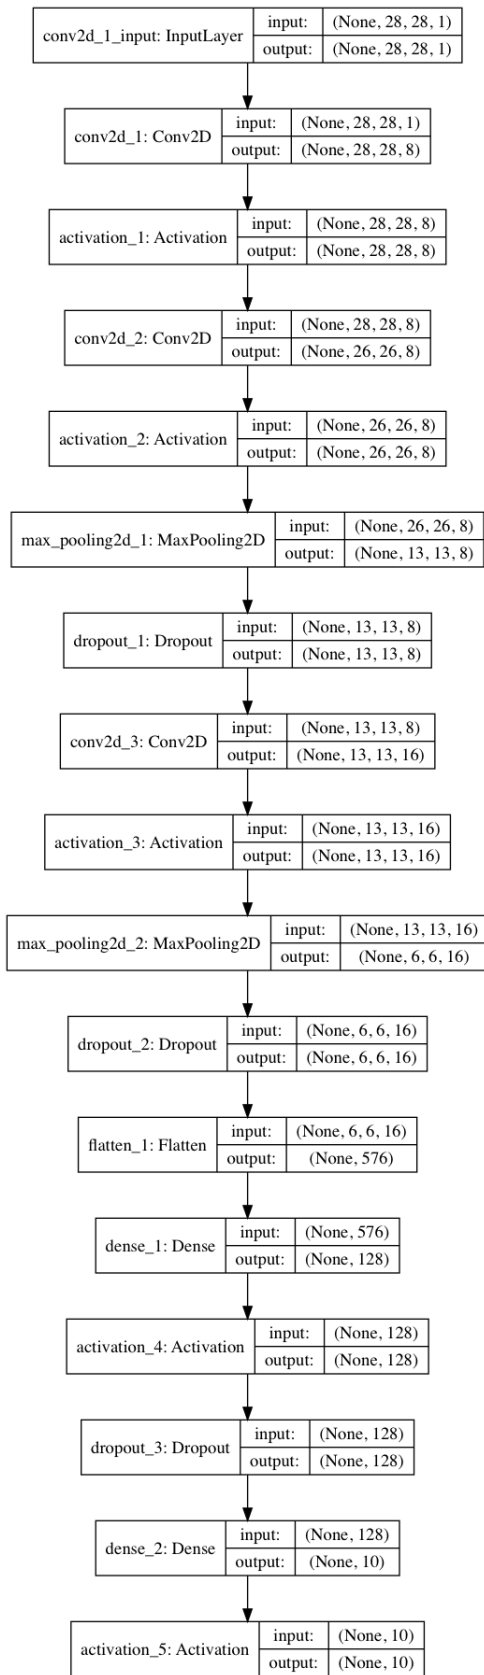 conv2d_1_input: InputLayer
input: (None, 28, 28, 1)
output: (None, 28, 28, 1)
conv2d_1: Conv2D
input: (None, 28, 28, 1)
output: (None, 28, 28, 8)
activation_1: Activation
input: (None, 28, 28, 8)
output: (None, 28, 28, 8)
conv2d_2: Conv2D
input: (None, 28, 28, 8)
output: (None, 26, 26, 8)
activation_2: Activation
input: (None, 26, 26, 8)
output: (None, 26, 26, 8)
max_pooling2d_1: MaxPooling2D
input: (None, 26, 26, 8)
output: (None, 13, 13, 8)
dropout_1: Dropout
input: (None, 13, 13, 8)
output: (None, 13, 13, 8)
conv2d_3: Conv2D
input: (None, 13, 13, 8)
output: (None, 13, 13, 16)
activation_3: Activation
input: (None, 13, 13, 16)
output: (None, 13, 13, 16)
max_pooling2d_2: MaxPooling2D
input: (None, 13, 13, 16)
output: (None, 6, 6, 16)
dropout_2: Dropout
input: (None, 6, 6, 16)
output: (None, 6, 6, 16)
flatten_1: Flatten
input: (None, 6, 6, 16)
output: (None, 576)
dense_1: Dense
input: (None, 576)
output: (None, 128)
activation_4: Activation
input: (None, 128)
output: (None, 128)
dropout_3: Dropout
input: (None, 128)
output: (None, 128)
dense_2: Dense
input: (None, 128)
output: (None, 10)
activation_5: Activation
input: (None, 10)
output: (None, 10)